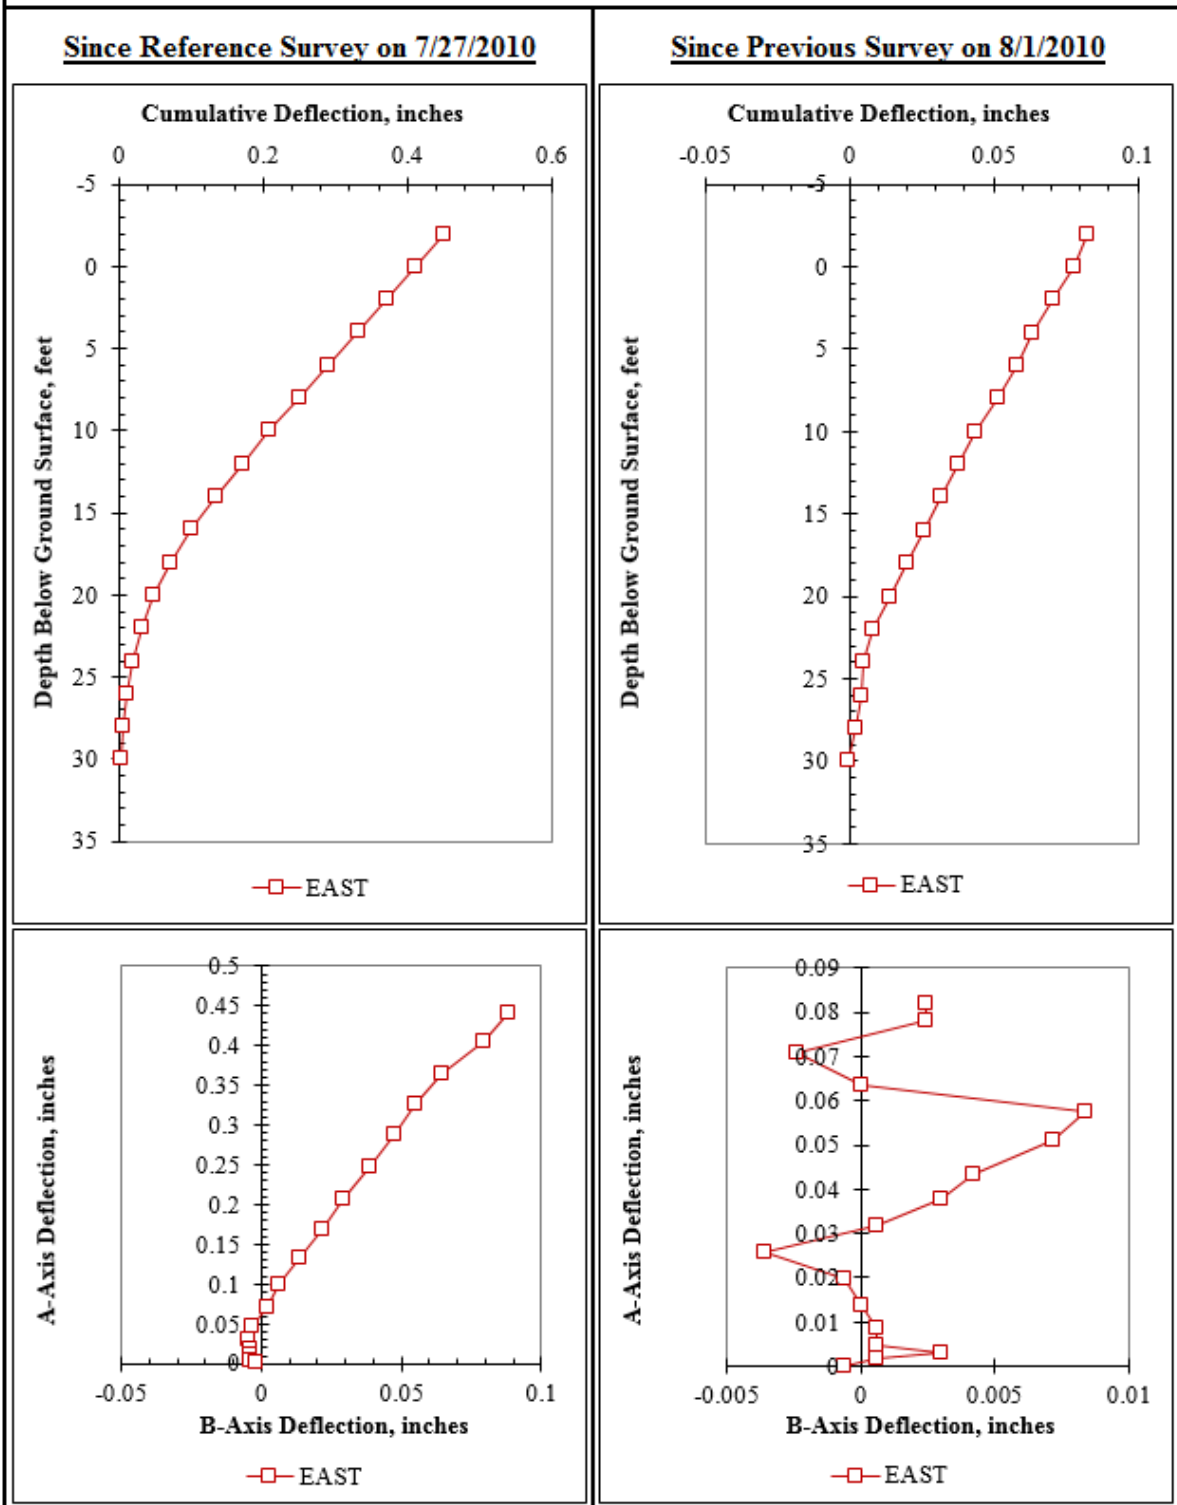 Since Reference Survey on 7/27/2010
Cumulative Deflection, inches
0 0.2 0.4 0.6
-5
0
5
10
15
20
25
30
35
Depth Below Ground Surface, feet
EAST
Since Previous Survey on 8/1/2010
Cumulative Deflection, inches
-0.05 0 0.05 0.1
-5
0
5
10
15
20
25
30
35
Depth Below Ground Surface, feet
EAST
0.5
0.45
0.4
0.35
0.3
0.25
0.2
0.15
0.1
0.05
0
A-Axis Deflection, inches
-0.05 0 0.05 0.1
B-Axis Deflection, inches
EAST
0.09
0.08
0.07
0.06
0.05
0.04
0.03
0.02
0.01
0
A-Axis Deflection, inches
-0.005 0 0.005 0.01
B-Axis Deflection, inches
EAST